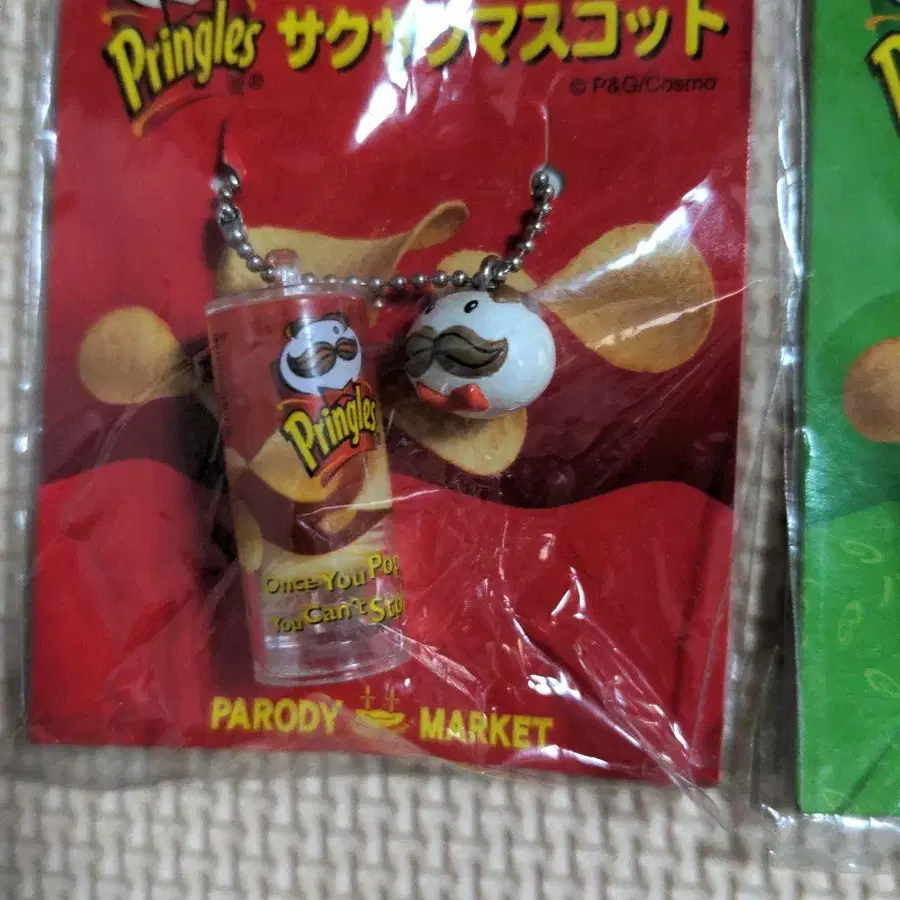 Pringles
サクサクマスコット
© P&G/Cosmo
Pringles
Once You Pop
You Can't Sto
PARODY MARKET